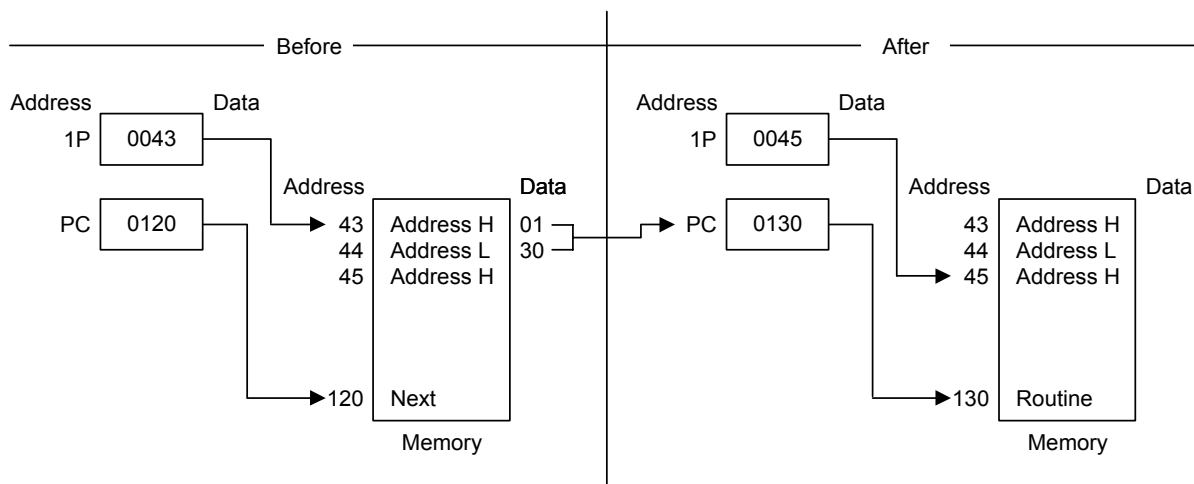 Before
After
Address Data
1P 0043
PC 0120
Address Data
43 Address H 01
44 Address L 30
45 Address H
120 Next
Memory
Address Data
1P 0045
PC 0130
Address Data
43 Address H
44 Address L
45 Address H
130 Routine
Memory